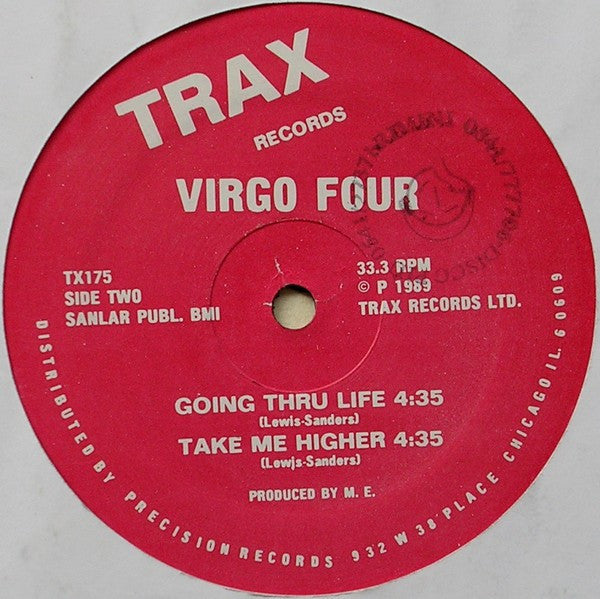 TRAX
RECORDS
VIRGO FOUR
TX175
SIDE TWO
SANLAR PUBL. BMI
33.3 RPM
© P 1989
TRAX RECORDS LTD.
GOING THRU LIFE 4:35
(Lewis-Sanders)
TAKE ME HIGHER 4:35
(Lewis-Sanders)
PRODUCED BY M. E.
DISTRIBUTED BY PRECISION RECORDS 932 W 38 PLACE CHICAGO IL. 60609